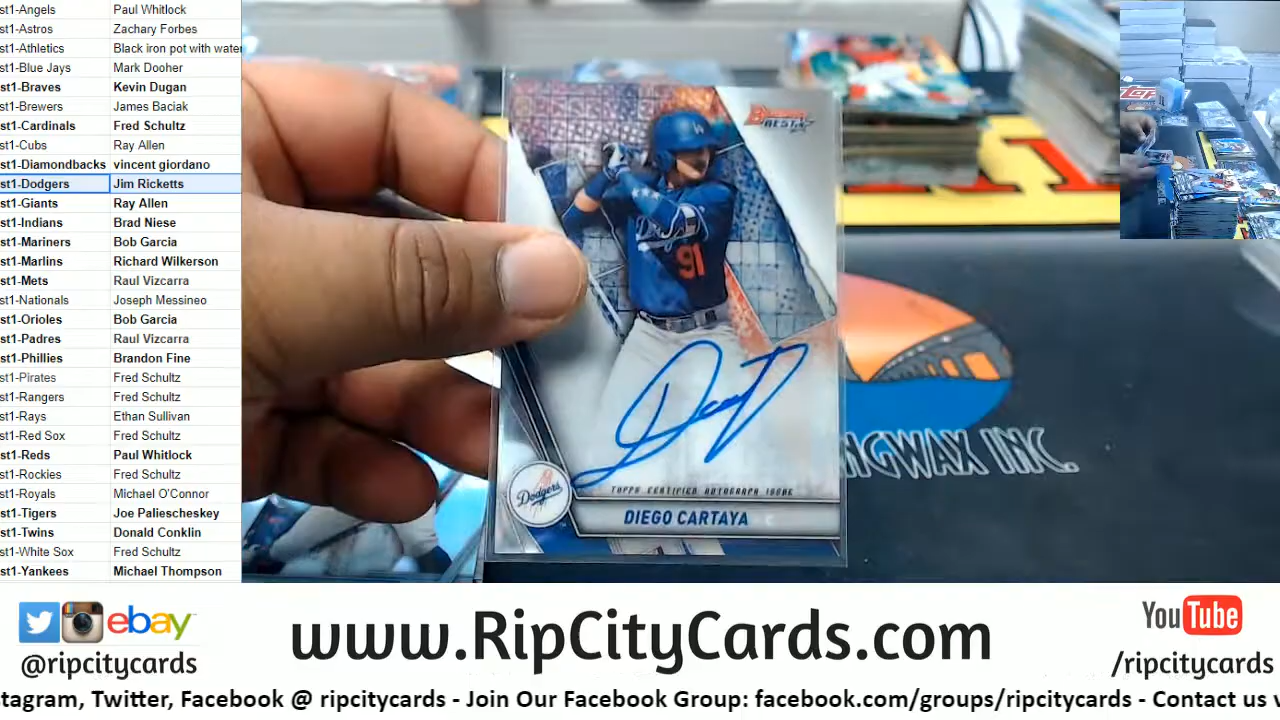 st1-Angels Paul Whitlock
st1-Astros Zachary Forbes
st1-Athletics Black iron pot with water
st1-Blue Jays Mark Dooher
st1-Braves Kevin Dugan
st1-Brewers James Baciak
st1-Cardinals Fred Schultz
st1-Cubs Ray Allen
st1-Diamondbacks vincent giordano
st1-Dodgers Jim Ricketts
st1-Giants Ray Allen
st1-Indians Brad Niese
st1-Mariners Bob Garcia
st1-Marlins Richard Wilkerson
st1-Mets Raul Vizcarra
st1-Nationals Joseph Messineo
st1-Orioles Bob Garcia
st1-Padres Raul Vizcarra
st1-Phillies Brandon Fine
st1-Pirates Fred Schultz
st1-Rangers Fred Schultz
st1-Rays Ethan Sullivan
st1-Red Sox Fred Schultz
st1-Reds Paul Whitlock
st1-Rockies Fred Schultz
st1-Royals Michael O'Connor
st1-Tigers Joe Paliescheskey
st1-Twins Donald Conklin
st1-White Sox Fred Schultz
st1-Yankees Michael Thompson
Bowman's
BEST
91
TOPPS CERTIFIED AUTOGRAPH ISSUE
Dodgers
DIEGO CARTAYA
NGWAX INC.
ebay
@ripcitycards
www.RipCityCards.com
YouTube
/ripcitycards
stagram, Twitter, Facebook @ ripcitycards - Join Our Facebook Group: facebook.com/groups/ripcitycards - Contact us v